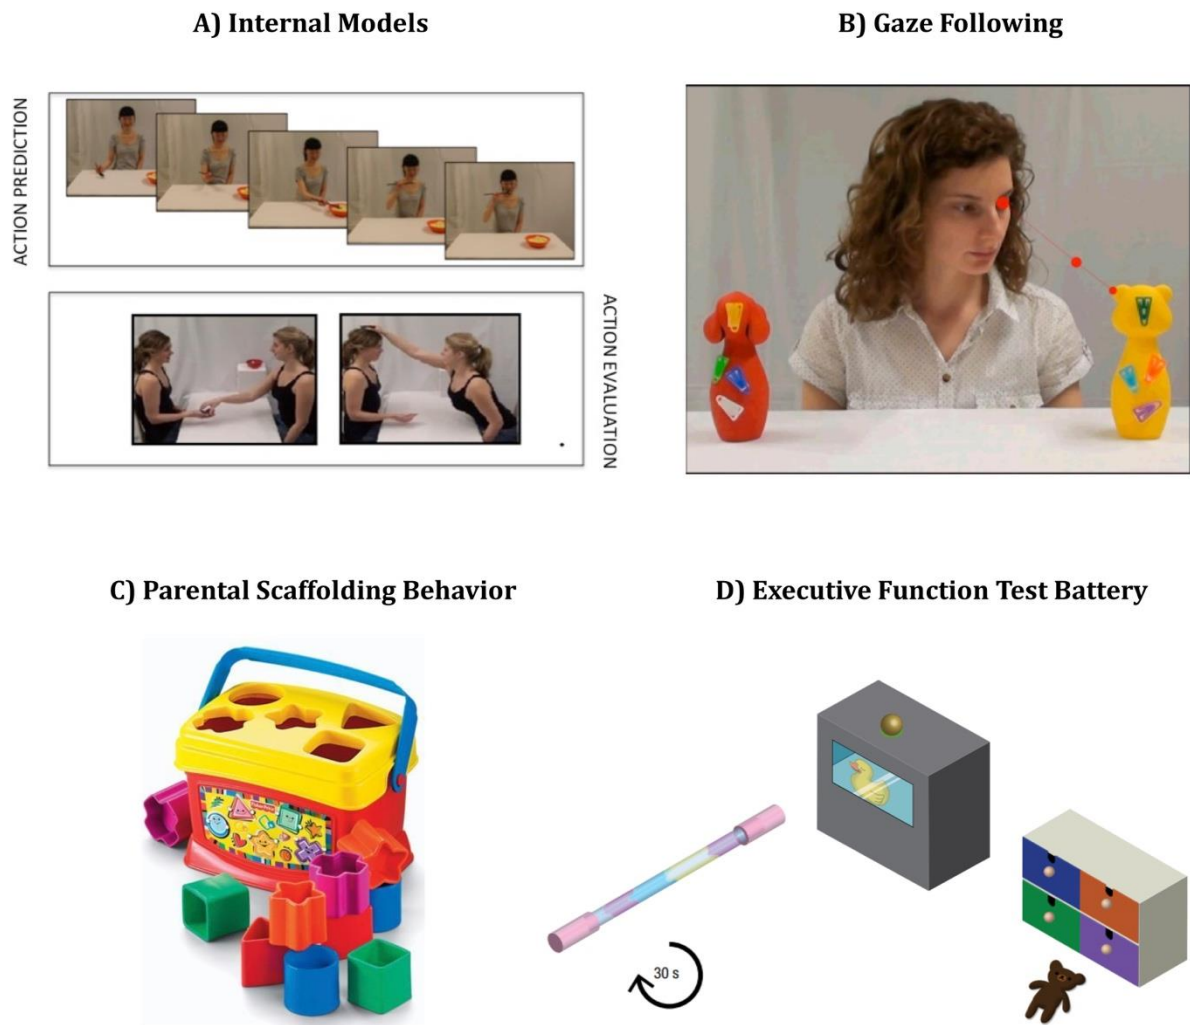 A) Internal Models
B) Gaze Following
ACTION PREDICTION
ACTION EVALUATION
C) Parental Scaffolding Behavior
D) Executive Function Test Battery
30 s